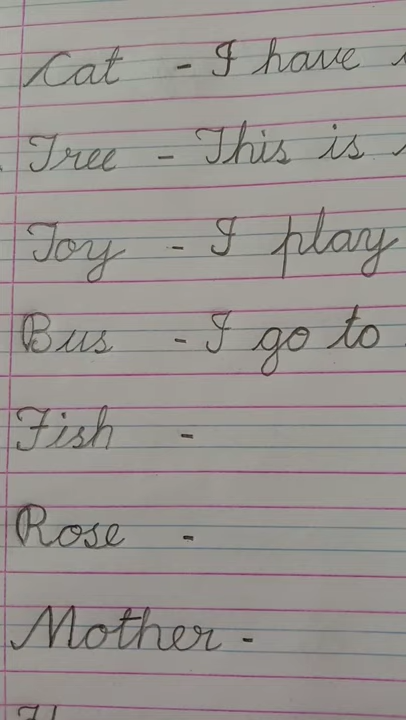 Cat - I have
Tree - This is
Toy - I play
Bus - I go to
Fish -
Rose -
Mother -